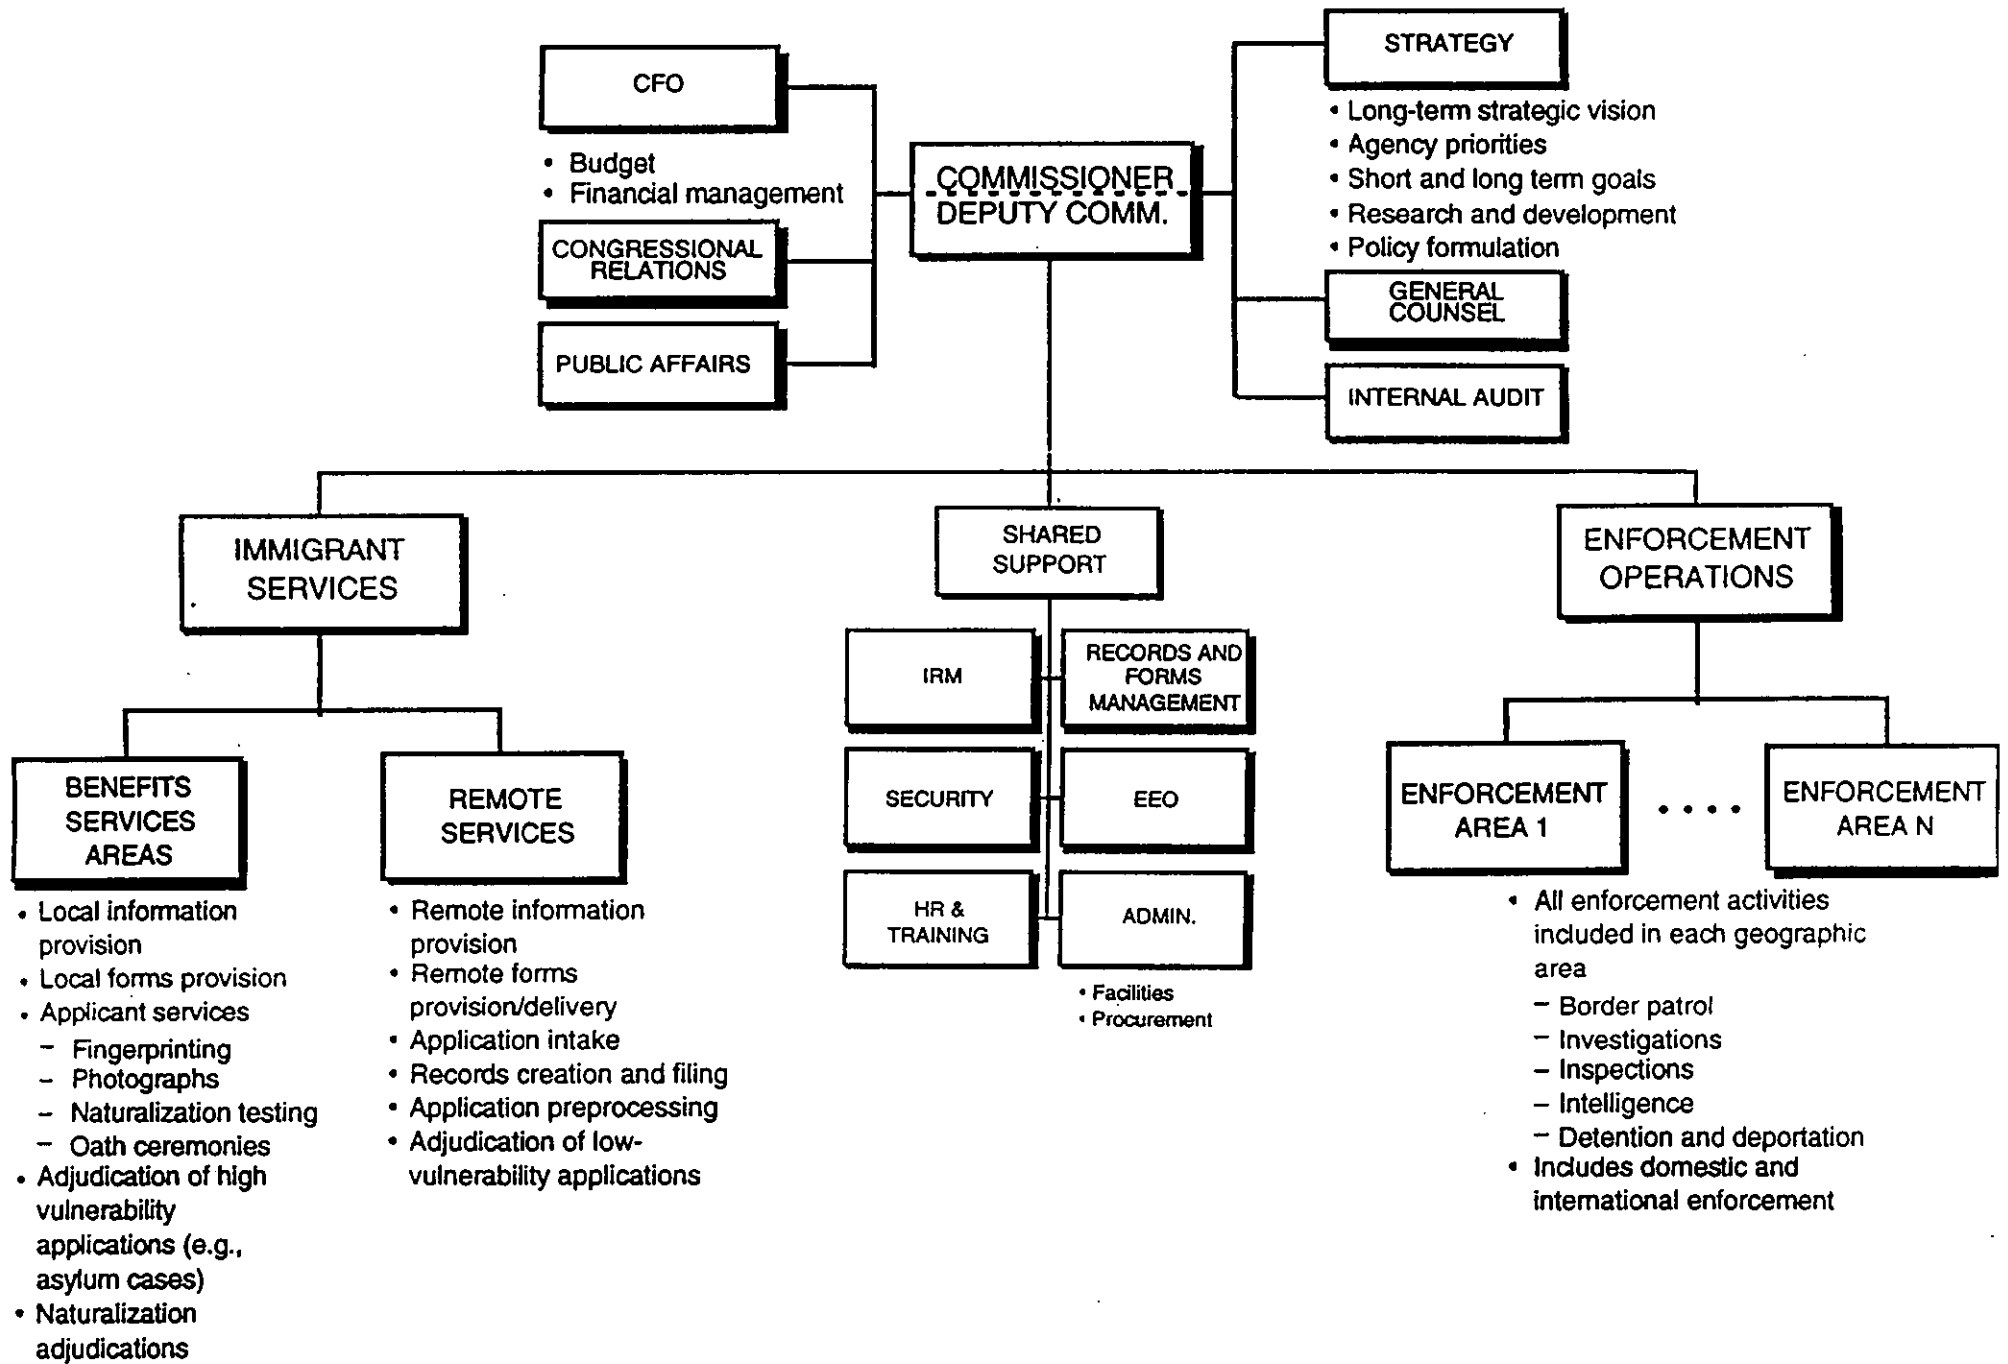 CFO
• Budget
• Financial management
CONGRESSIONAL
RELATIONS
PUBLIC AFFAIRS
COMMISSIONER
DEPUTY COMM.
STRATEGY
• Long-term strategic vision
• Agency priorities
• Short and long term goals
• Research and development
• Policy formulation
GENERAL
COUNSEL
INTERNAL AUDIT
IMMIGRANT
SERVICES
BENEFITS
SERVICES
AREAS
• Local information
provision
• Local forms provision
• Applicant services
– Fingerprinting
– Photographs
– Naturalization testing
– Oath ceremonies
• Adjudication of high
vulnerability
applications (e.g.,
asylum cases)
• Naturalization
adjudications
REMOTE
SERVICES
• Remote information
provision
• Remote forms
provision/delivery
• Application intake
• Records creation and filing
• Application preprocessing
• Adjudication of low-
vulnerability applications
SHARED
SUPPORT
IRM
RECORDS AND
FORMS
MANAGEMENT
SECURITY
EEO
HR &
TRAINING
ADMIN.
• Facilities
• Procurement
ENFORCEMENT
OPERATIONS
ENFORCEMENT
AREA 1
• • • •
ENFORCEMENT
AREA N
• All enforcement activities
included in each geographic
area
– Border patrol
– Investigations
– Inspections
– Intelligence
– Detention and deportation
• Includes domestic and
international enforcement